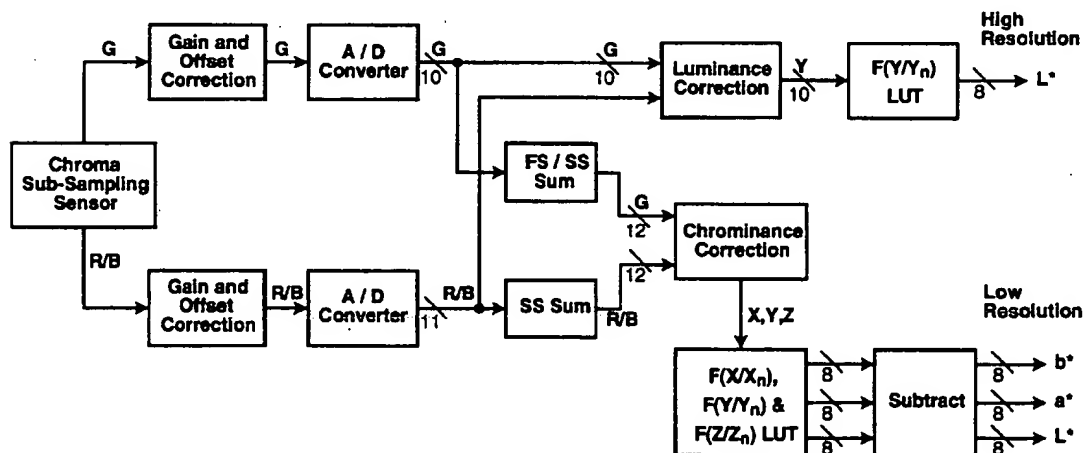 High
Resolution
G
Gain and
Offset
Correction
G
A / D
Converter
G
10
G
10
Luminance
Correction
Y
10
F(Y/Yn)
LUT
8
L*
Chroma
Sub-Sampling
Sensor
FS / SS
Sum
G
12
Chrominance
Correction
12
R/B
R/B
Gain and
Offset
Correction
R/B
A / D
Converter
R/B
11
SS Sum
X,Y,Z
Low
Resolution
F(X/Xn),
F(Y/Yn) &
F(Z/Zn) LUT
8
8
8
Subtract
8
b*
8
a*
8
L*